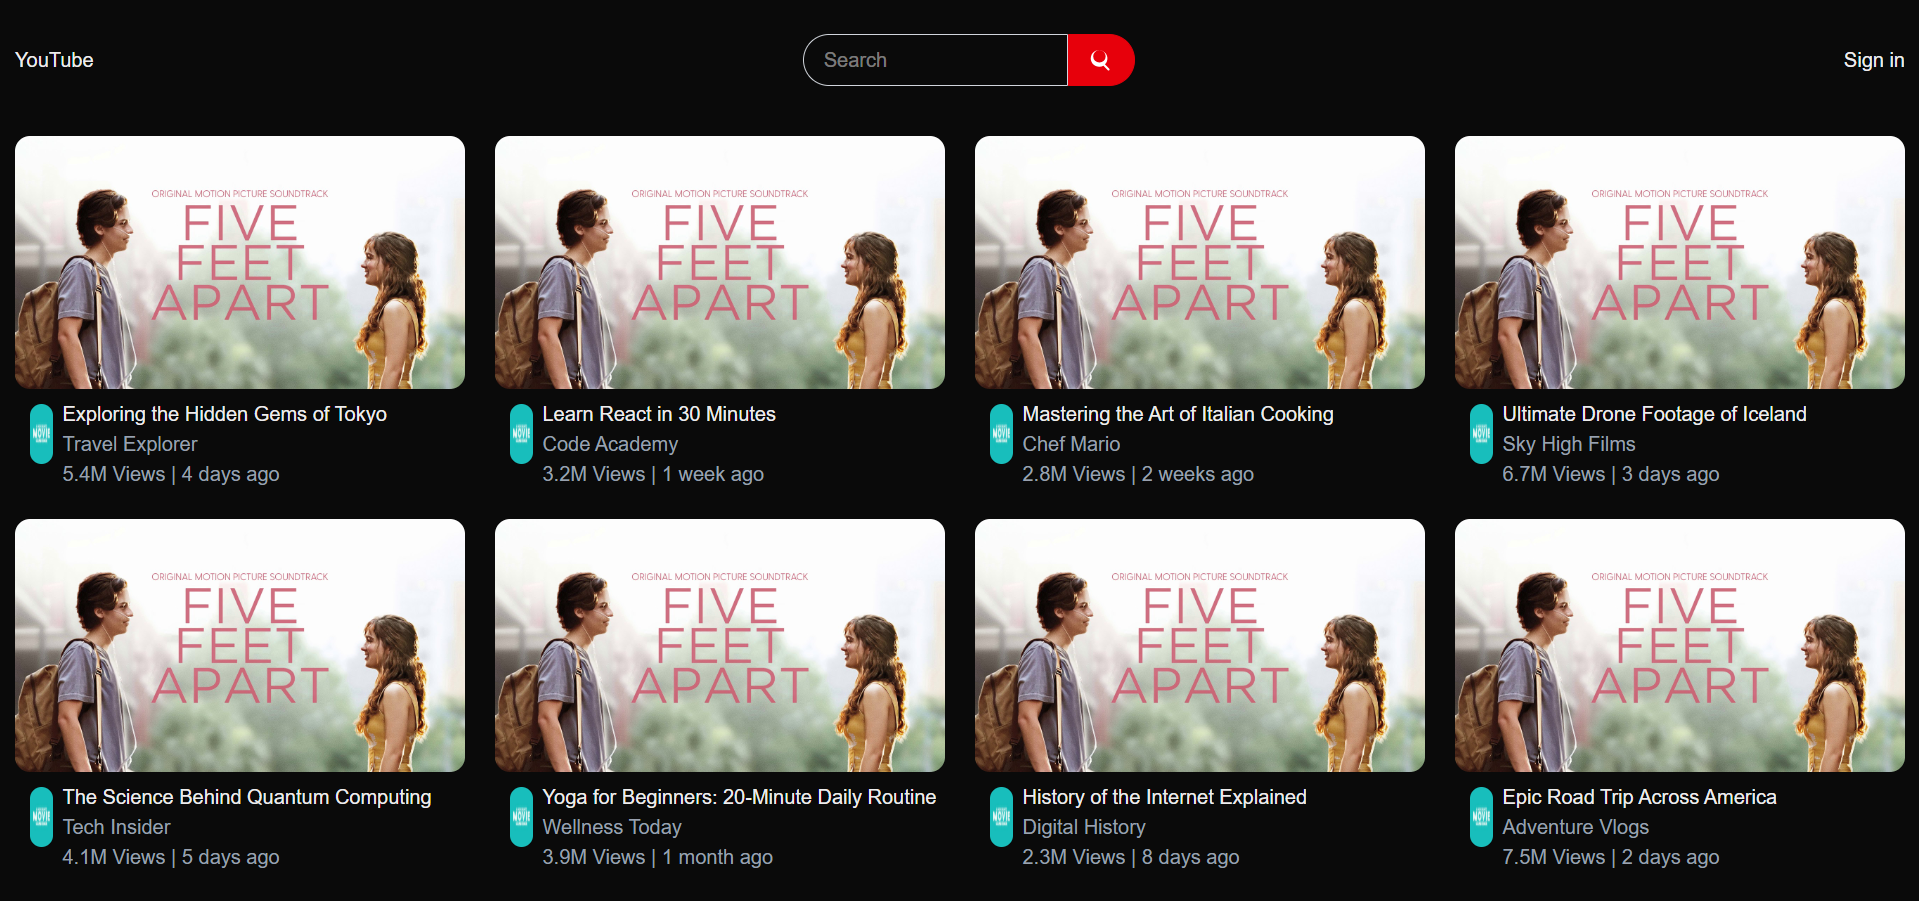 YouTube
Search
Sign in
ORIGINAL MOTION PICTURE SOUNDTRACK
FIVE
FEET
APART
ORIGINAL MOTION PICTURE SOUNDTRACK
FIVE
FEET
APART
ORIGINAL MOTION PICTURE SOUNDTRACK
FIVE
FEET
APART
ORIGINAL MOTION PICTURE SOUNDTRACK
FIVE
FEET
APART
MOVIE
Exploring the Hidden Gems of Tokyo
Travel Explorer
5.4M Views | 4 days ago
MOVIE
Learn React in 30 Minutes
Code Academy
3.2M Views | 1 week ago
MOVIE
Mastering the Art of Italian Cooking
Chef Mario
2.8M Views | 2 weeks ago
MOVIE
Ultimate Drone Footage of Iceland
Sky High Films
6.7M Views | 3 days ago
ORIGINAL MOTION PICTURE SOUNDTRACK
FIVE
FEET
APART
ORIGINAL MOTION PICTURE SOUNDTRACK
FIVE
FEET
APART
ORIGINAL MOTION PICTURE SOUNDTRACK
FIVE
FEET
APART
ORIGINAL MOTION PICTURE SOUNDTRACK
FIVE
FEET
APART
MOVIE
The Science Behind Quantum Computing
Tech Insider
4.1M Views | 5 days ago
MOVIE
Yoga for Beginners: 20-Minute Daily Routine
Wellness Today
3.9M Views | 1 month ago
MOVIE
History of the Internet Explained
Digital History
2.3M Views | 8 days ago
MOVIE
Epic Road Trip Across America
Adventure Vlogs
7.5M Views | 2 days ago